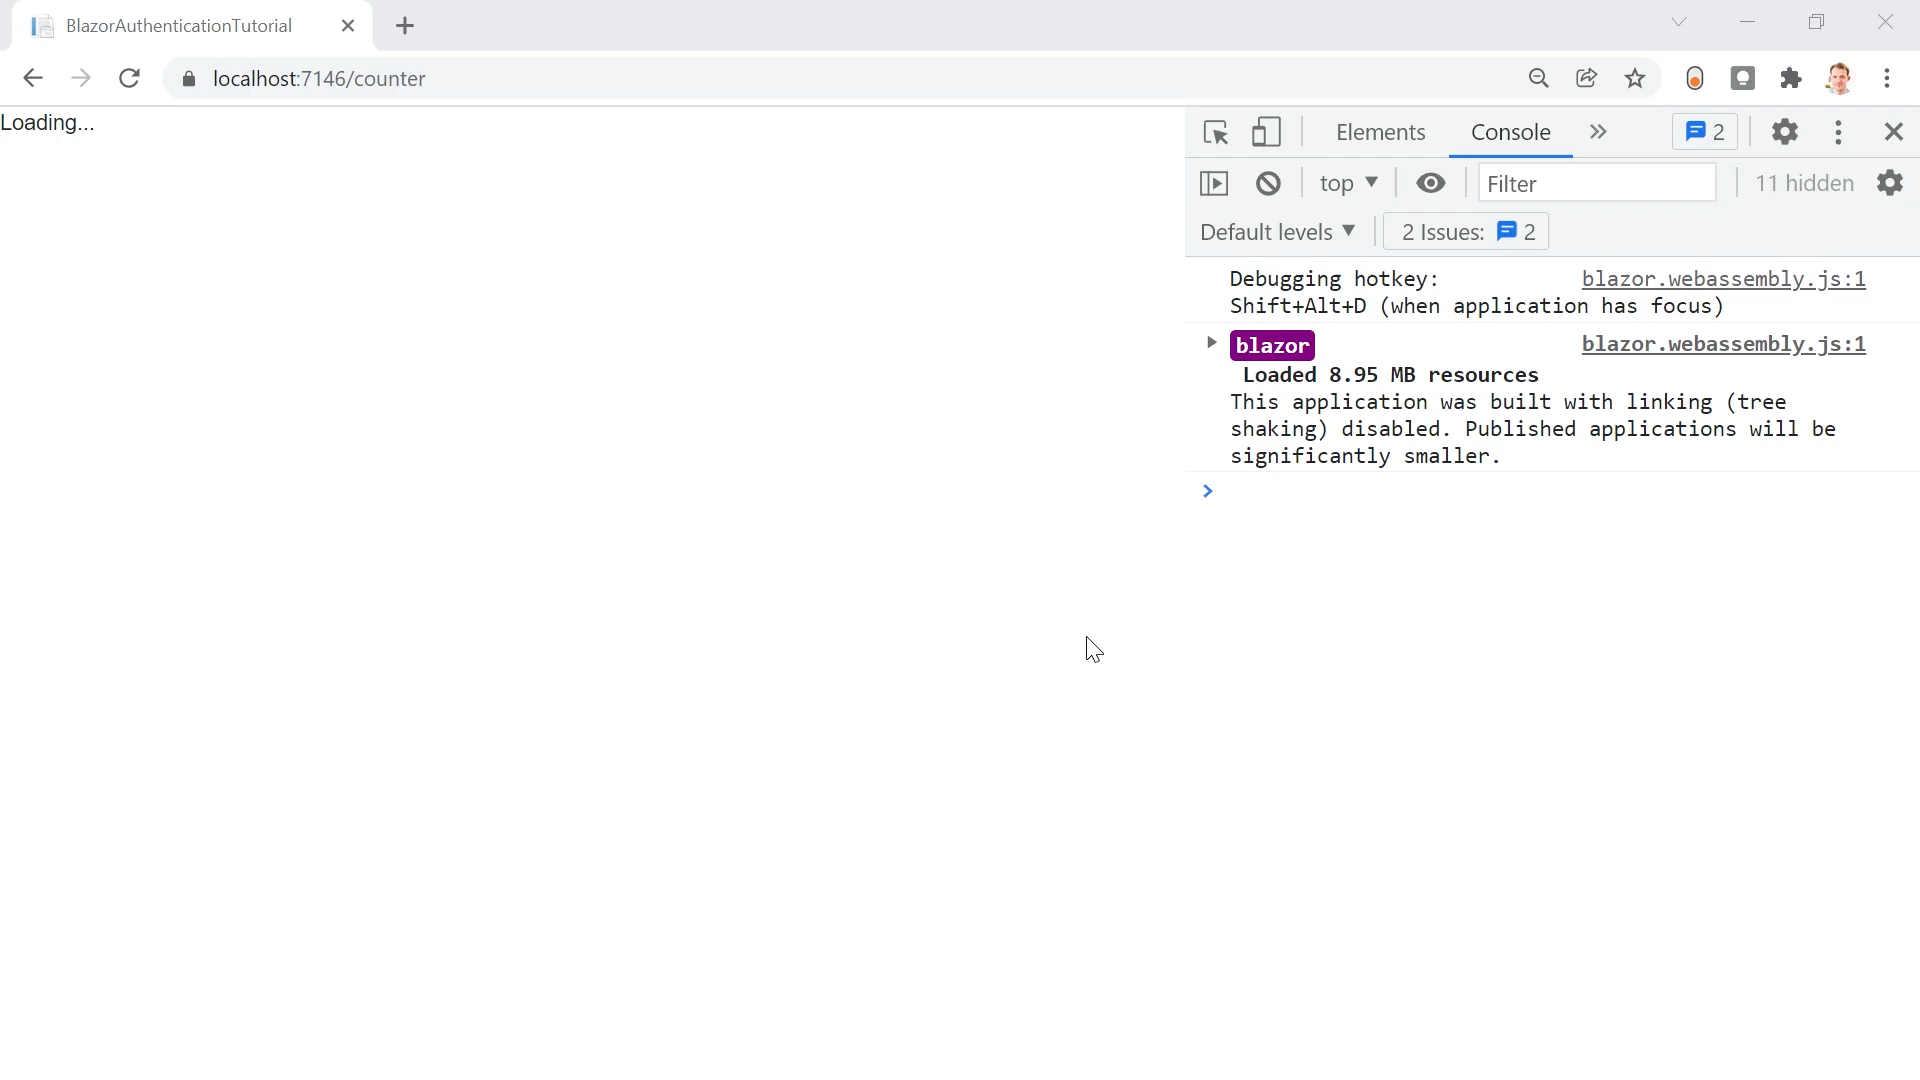 BlazorAuthenticationTutorial
localhost:7146/counter
Loading...
Elements Console 2
top Filter 11 hidden
Default levels 2 Issues: 2
Debugging hotkey: blazor.webassembly.js:1
Shift+Alt+D (when application has focus)
blazor blazor.webassembly.js:1
Loaded 8.95 MB resources
This application was built with linking (tree
shaking) disabled. Published applications will be
significantly smaller.